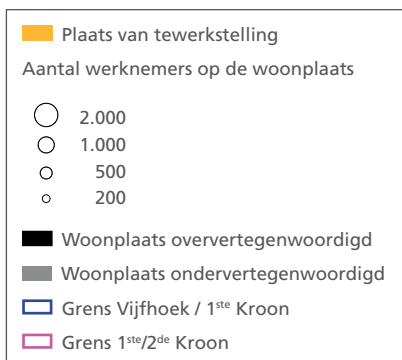 Plaats van tewerkstelling
Aantal werknemers op de woonplaats
2.000
1.000
500
200
Woonplaats oververtegenwoordigd
Woonplaats ondervertegenwoordigd
Grens Vijfhoek / 1ste Kroon
Grens 1ste/2de Kroon